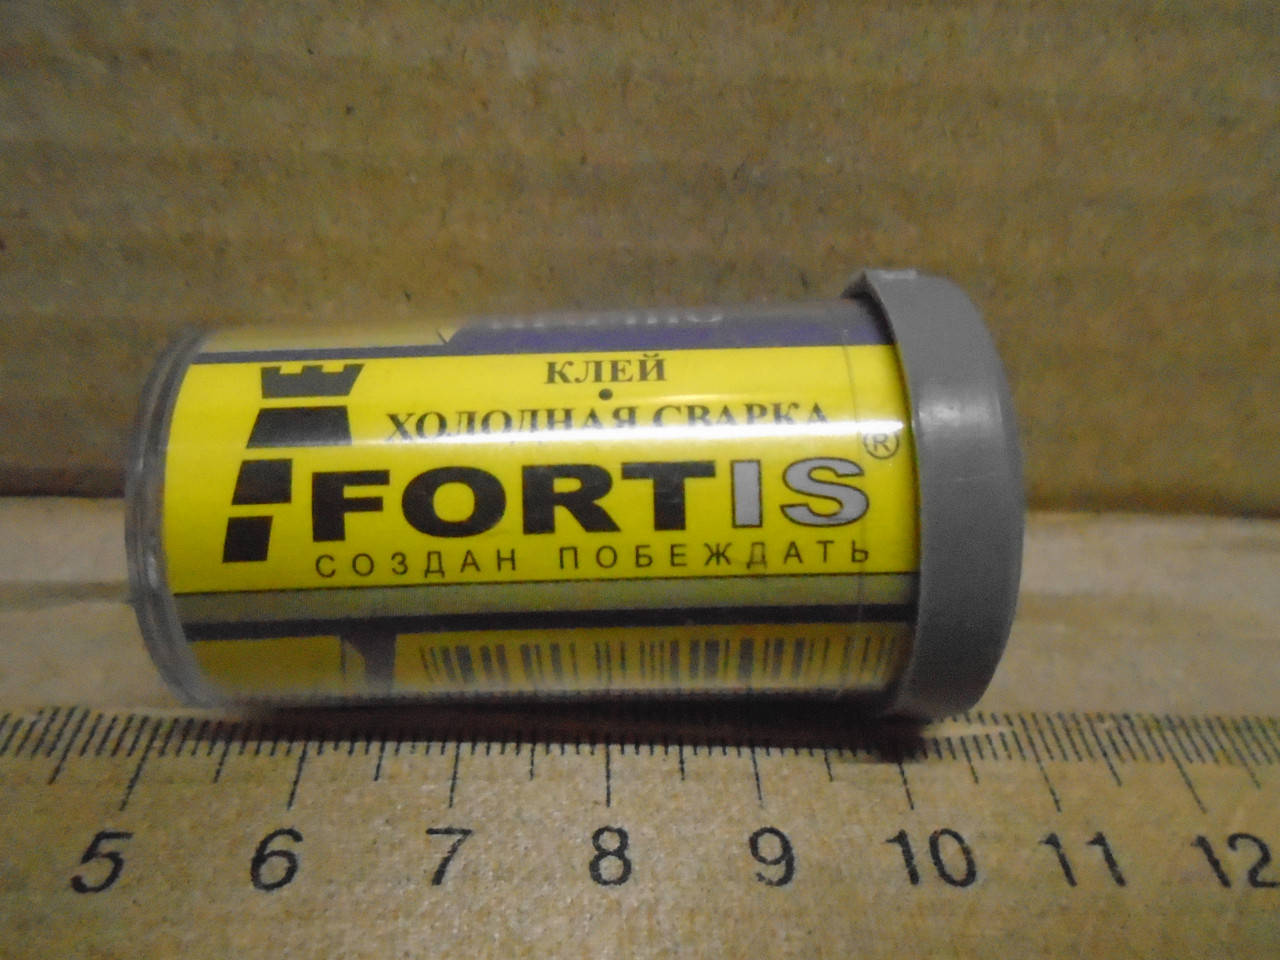 КЛЕЙ
•
ХОЛОДНАЯ СВАРКА
FORTIS®
СОЗДАН ПОБЕЖДАТЬ
5 6 7 8 9 10 11 12